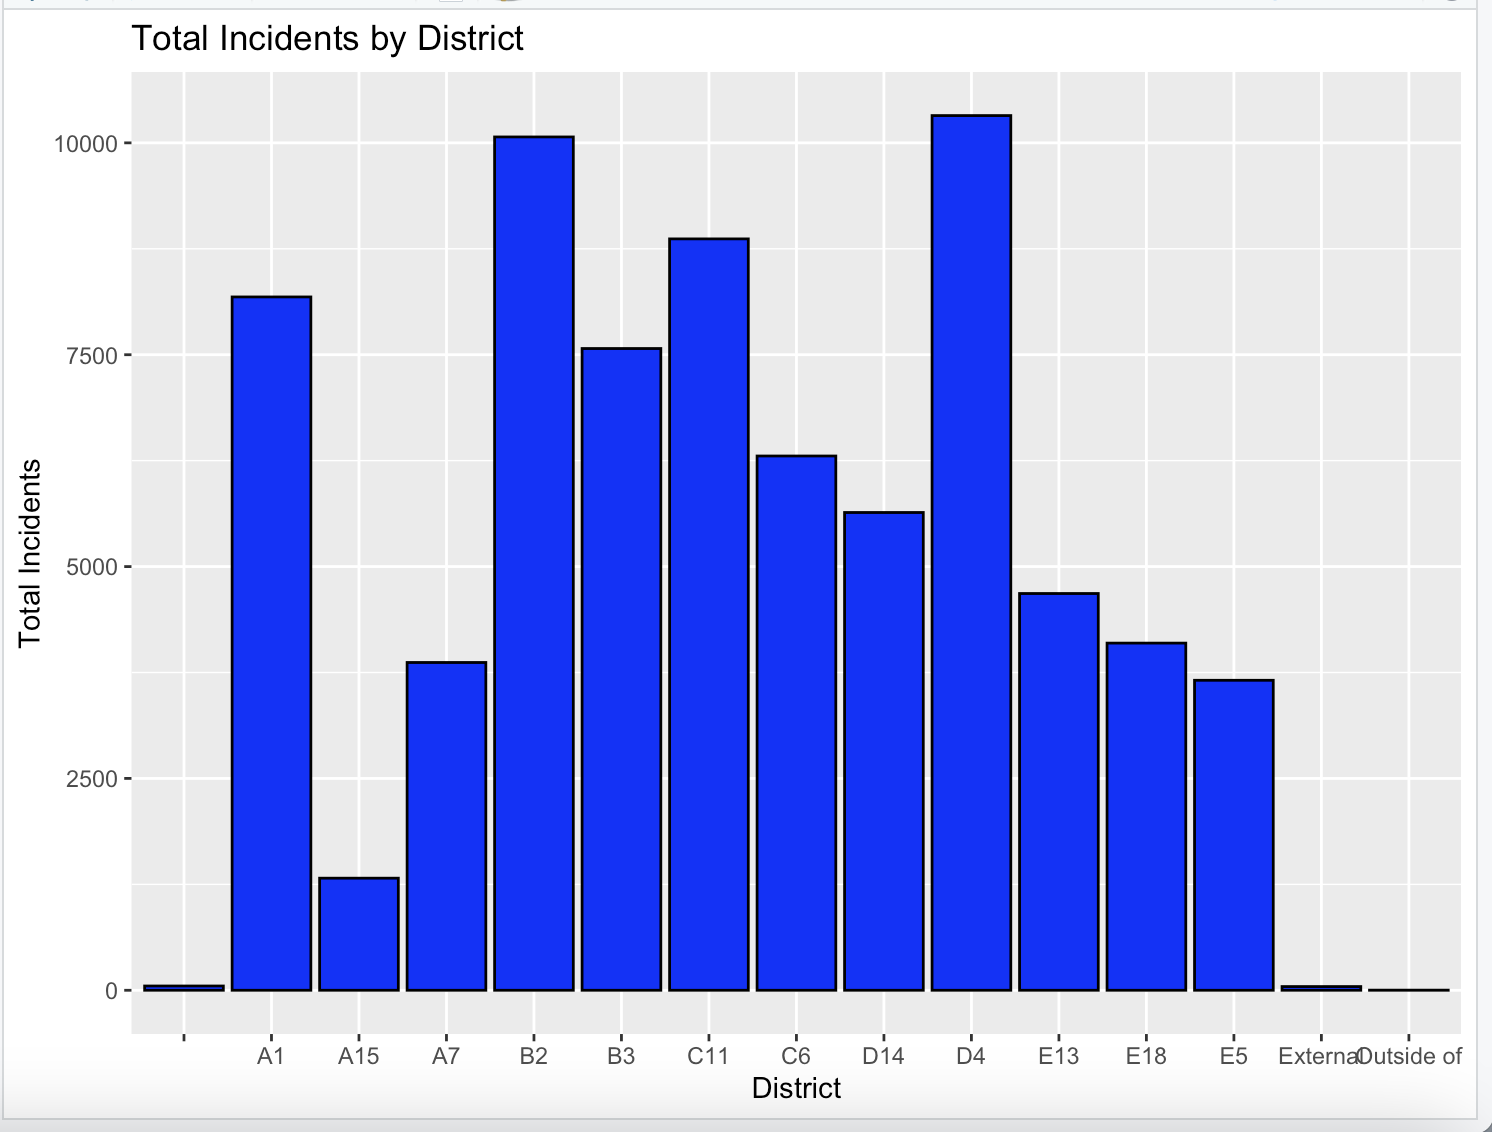 Total Incidents by District
Total Incidents
10000
7500
5000
2500
0
A1 A15 A7 B2 B3 C11 C6 D14 D4 E13 E18 E5 External Outside of
District